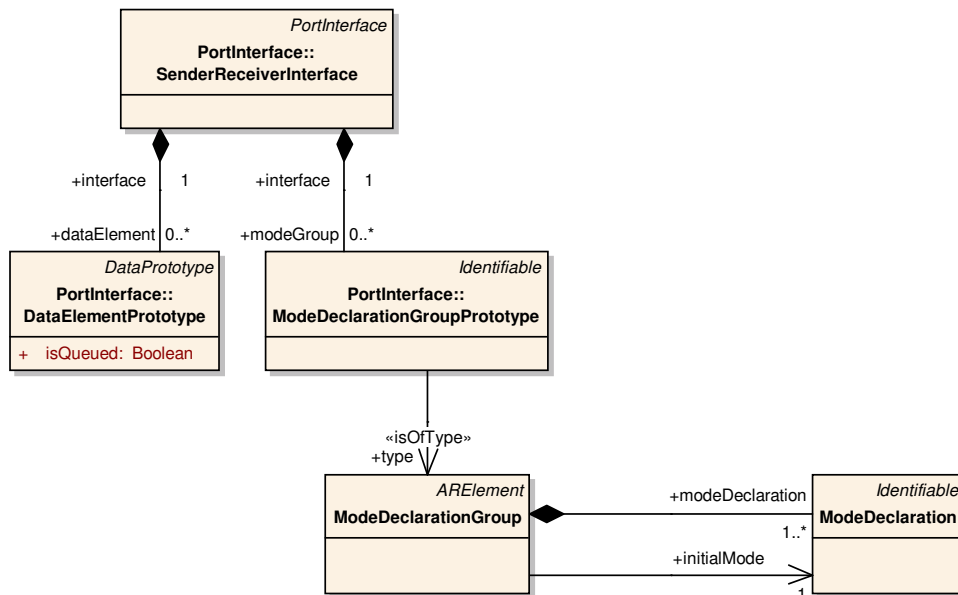 PortInterface
PortInterface::
SenderReceiverInterface
+interface 1
+interface 1
+dataElement 0..*
+modeGroup 0..*
DataPrototype
PortInterface::
DataElementPrototype
+ isQueued: Boolean
Identifiable
PortInterface::
ModeDeclarationGroupPrototype
«isOfType»
+type
ARElement
ModeDeclarationGroup
+modeDeclaration
1..*
+initialMode
1
Identifiable
ModeDeclaration